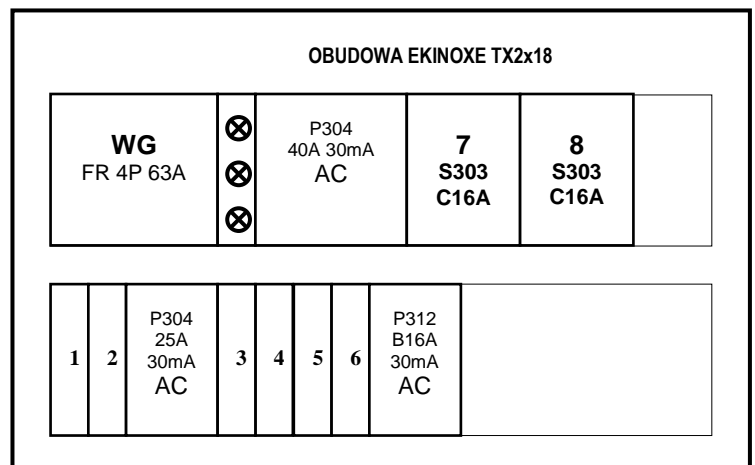 OBUDOWA EKINOXE TX2x18
WG
FR 4P 63A
P304
40A 30mA
AC
7
S303
C16A
8
S303
C16A
1
2
P304
25A
30mA
AC
3
4
5
6
P312
B16A
30mA
AC